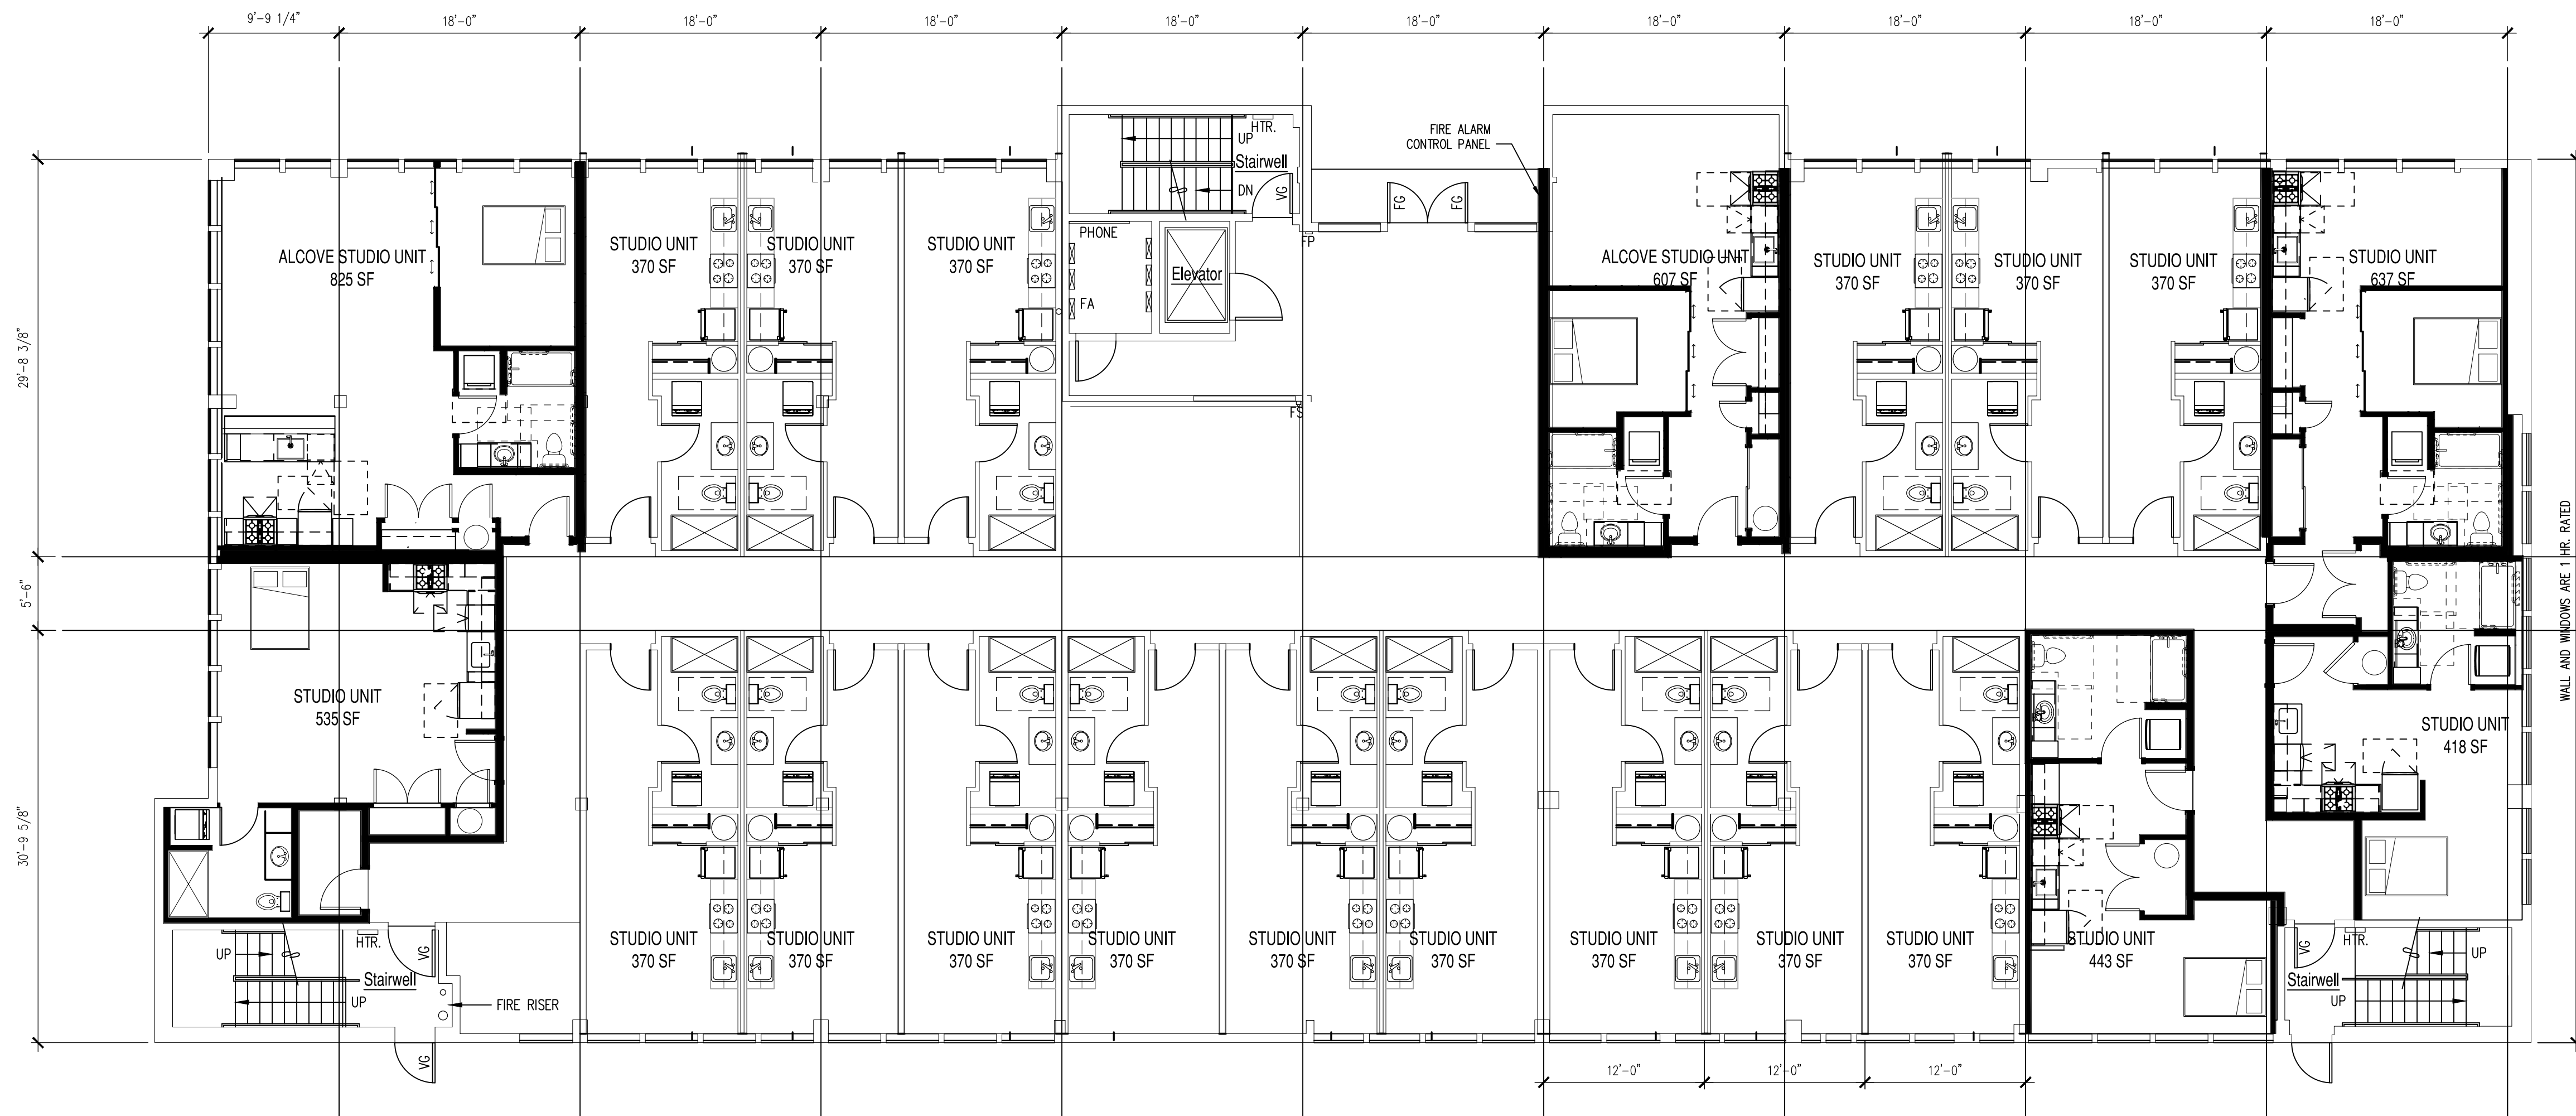 9'-9 1/4"
18'-0"
18'-0"
18'-0"
18'-0"
18'-0"
18'-0"
18'-0"
18'-0"
18'-0"
FIRE ALARM
CONTROL PANEL
HTR.
UP
Stairwell
DN
VG
FG
FG
PHONE
FP
FA
Elevator
FS
ALCOVE STUDIO UNIT
825 SF
STUDIO UNIT
370 SF
STUDIO UNIT
370 SF
STUDIO UNIT
370 SF
ALCOVE STUDIO UNIT
607 SF
STUDIO UNIT
370 SF
STUDIO UNIT
370 SF
STUDIO UNIT
370 SF
STUDIO UNIT
637 SF
29'-8 3/8"
5'-6"
30'-9 5/8"
WALL AND WINDOWS ARE 1 HR. RATED
STUDIO UNIT
535 SF
STUDIO UNIT
418 SF
STUDIO UNIT
370 SF
STUDIO UNIT
370 SF
STUDIO UNIT
370 SF
STUDIO UNIT
370 SF
STUDIO UNIT
370 SF
STUDIO UNIT
370 SF
STUDIO UNIT
370 SF
STUDIO UNIT
370 SF
STUDIO UNIT
370 SF
STUDIO UNIT
443 SF
UP
HTR.
VG
Stairwell
UP
FIRE RISER
VG
VG
HTR.
UP
Stairwell
UP
12'-0"
12'-0"
12'-0"